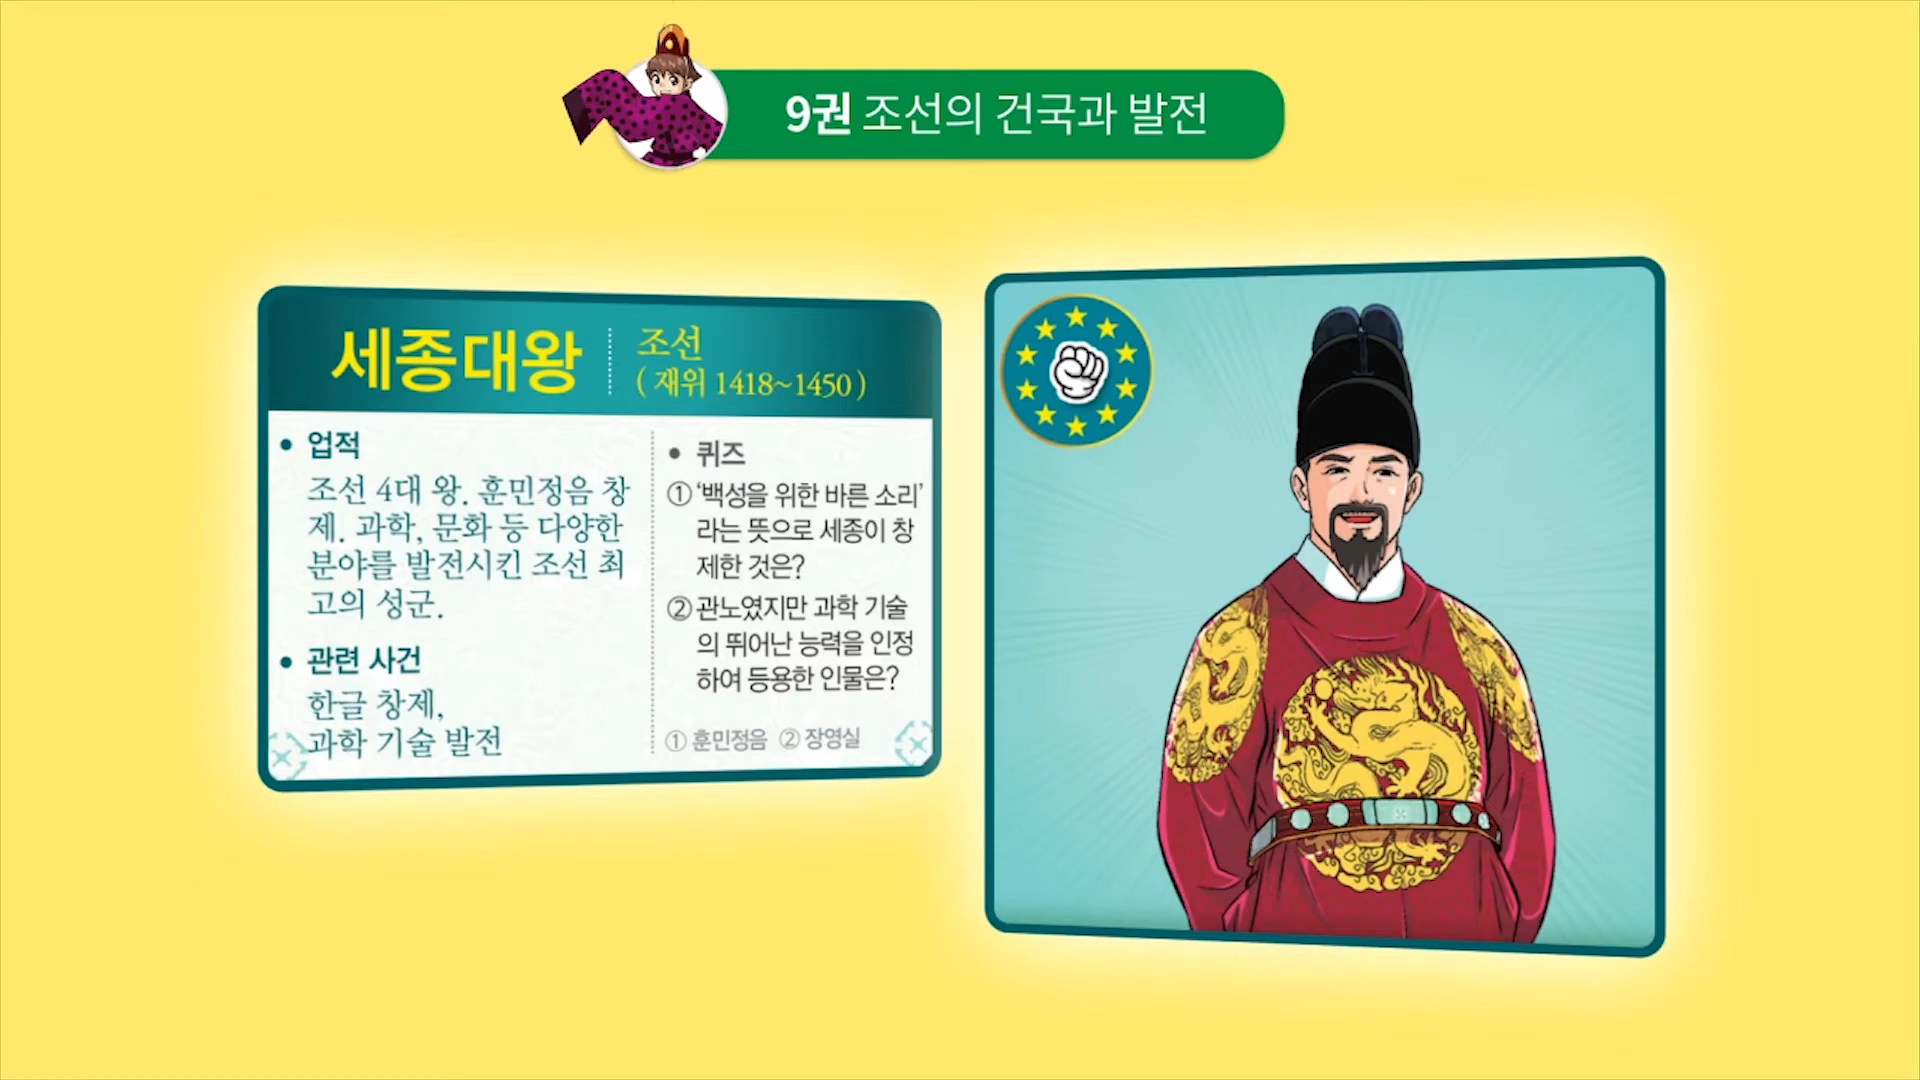 9권 조선의 건국과 발전
세종대왕
조선
( 재위 1418~1450 )
• 업적
조선 4대 왕. 훈민정음 창
제. 과학, 문화 등 다양한
분야를 발전시킨 조선 최
고의 성군.
• 관련 사건
한글 창제,
과학 기술 발전
• 퀴즈
① ‘백성을 위한 바른 소리’
라는 뜻으로 세종이 창
제한 것은?
② 관노였지만 과학 기술
의 뛰어난 능력을 인정
하여 등용한 인물은?
① 훈민정음 ② 장영실